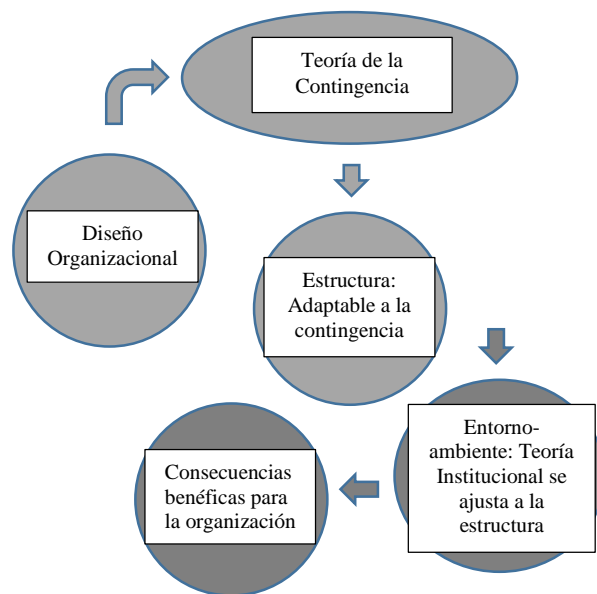 Teoría de la
Contingencia
Diseño
Organizacional
Estructura:
Adaptable a la
contingencia
Entorno-
ambiente: Teoría
Institucional se
ajusta a la
estructura
Consecuencias
benéficas para
la organización